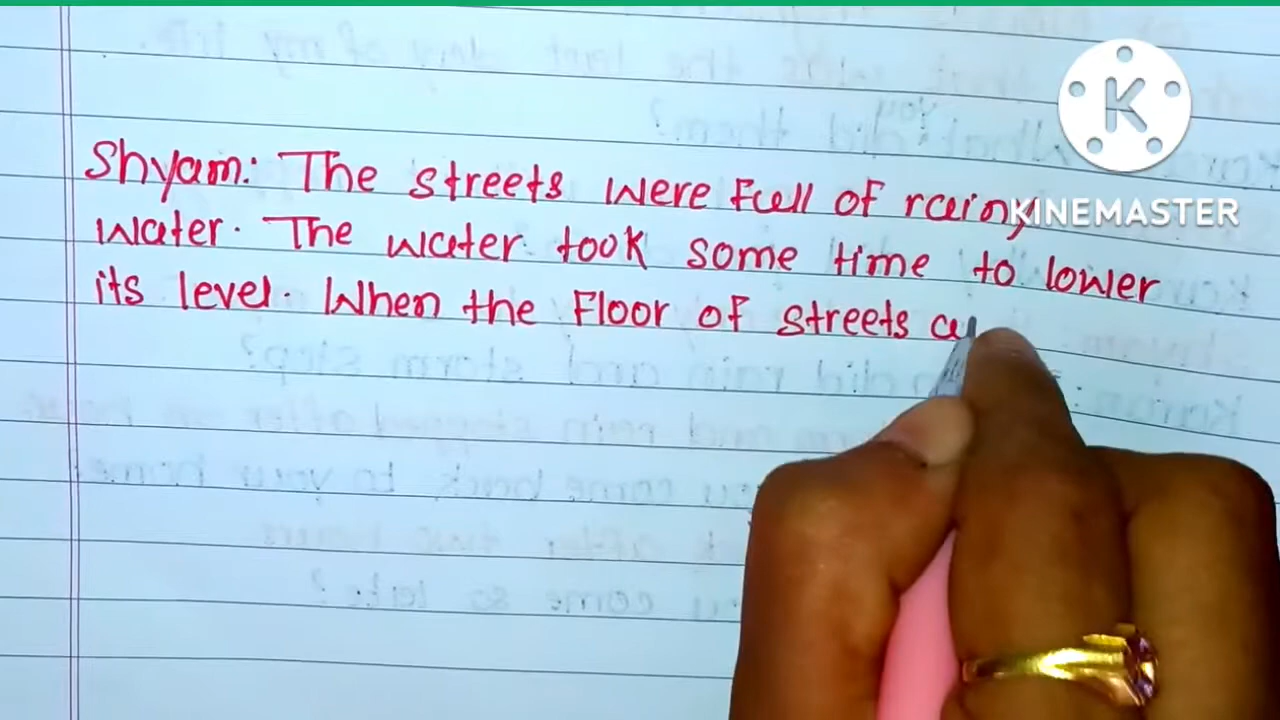 Shyam: The streets were full of rainy
water. The water took some time to lower
its level. When the Floor of streets
K
KINEMASTER